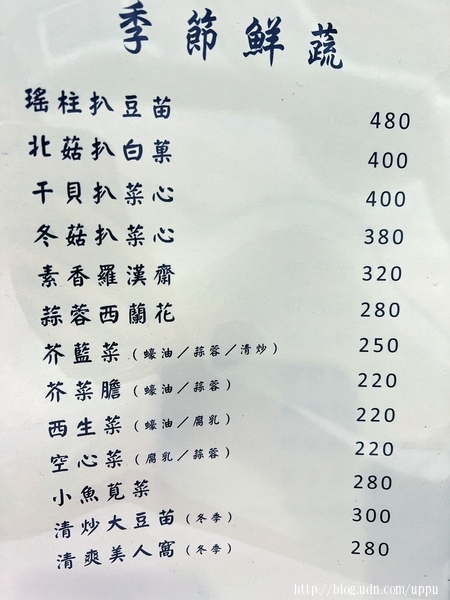 季節鮮蔬
瑤柱扒豆苗 480
北菇扒白菓 400
干貝扒菜心 400
冬菇扒菜心 380
素香羅漢齋 320
蒜蓉西蘭花 280
芥藍菜（蠔油／蒜蓉／清炒） 250
芥菜膽（蠔油／蒜蓉） 220
西生菜（蠔油／腐乳） 220
空心菜（腐乳／蒜蓉） 220
小魚莧菜 280
清炒大豆苗（冬季） 300
清爽美人窩（冬季） 280
http://blog.udn.com/uppu